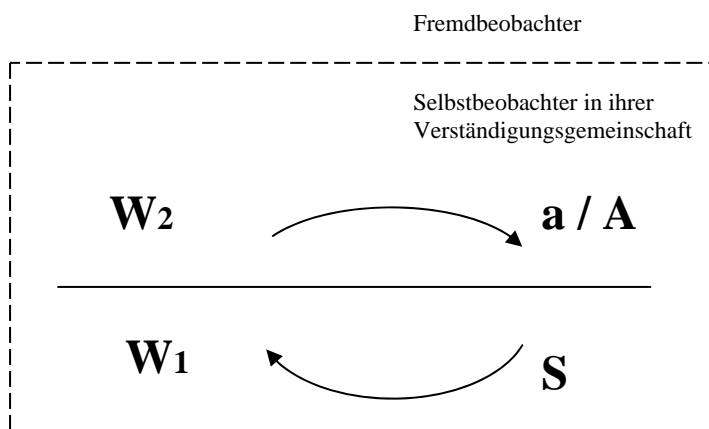 Fremdbeobachter
Selbstbeobachter in ihrer
Verständigungsgemeinschaft
W2 a / A
W1 S